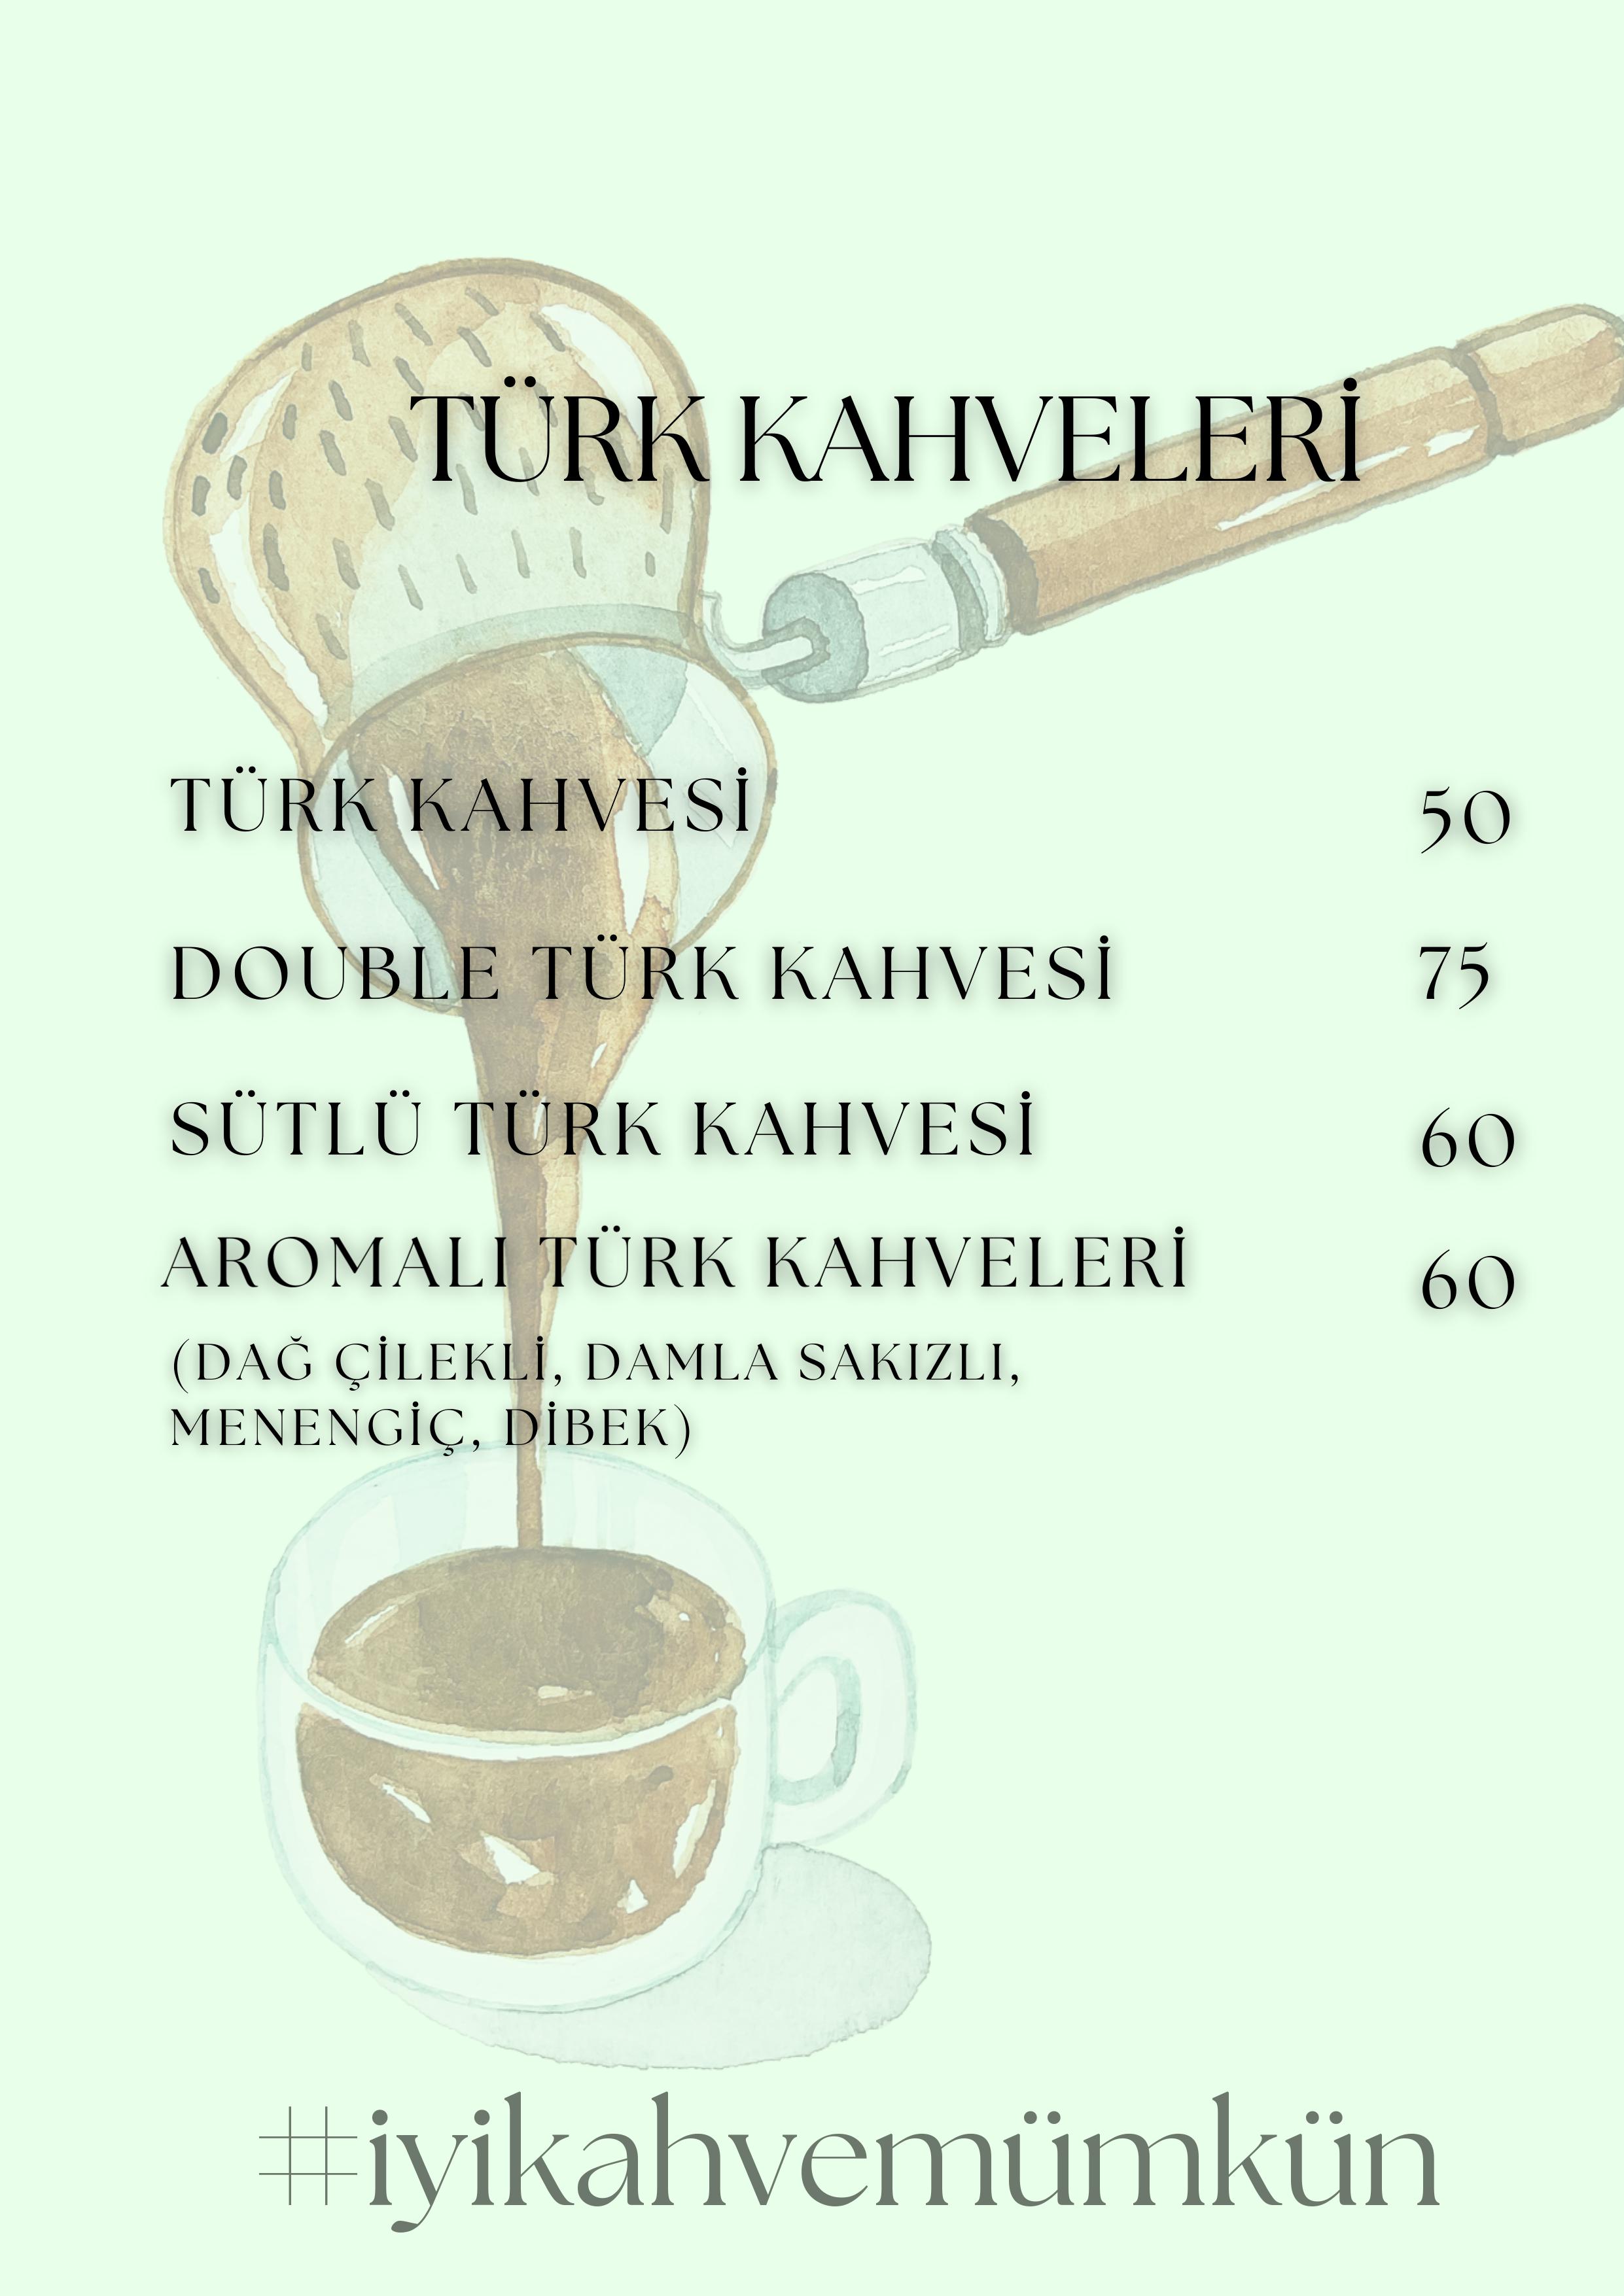 TÜRK KAHVELERİ
TÜRK KAHVESİ 50
DOUBLE TÜRK KAHVESİ 75
SÜTLÜ TÜRK KAHVESİ 60
AROMALI TÜRK KAHVELERİ 60
(DAĞ ÇİLEKLİ, DAMLA SAKIZLI,
MENENGİÇ, DİBEK)
#iyikahvemümkün